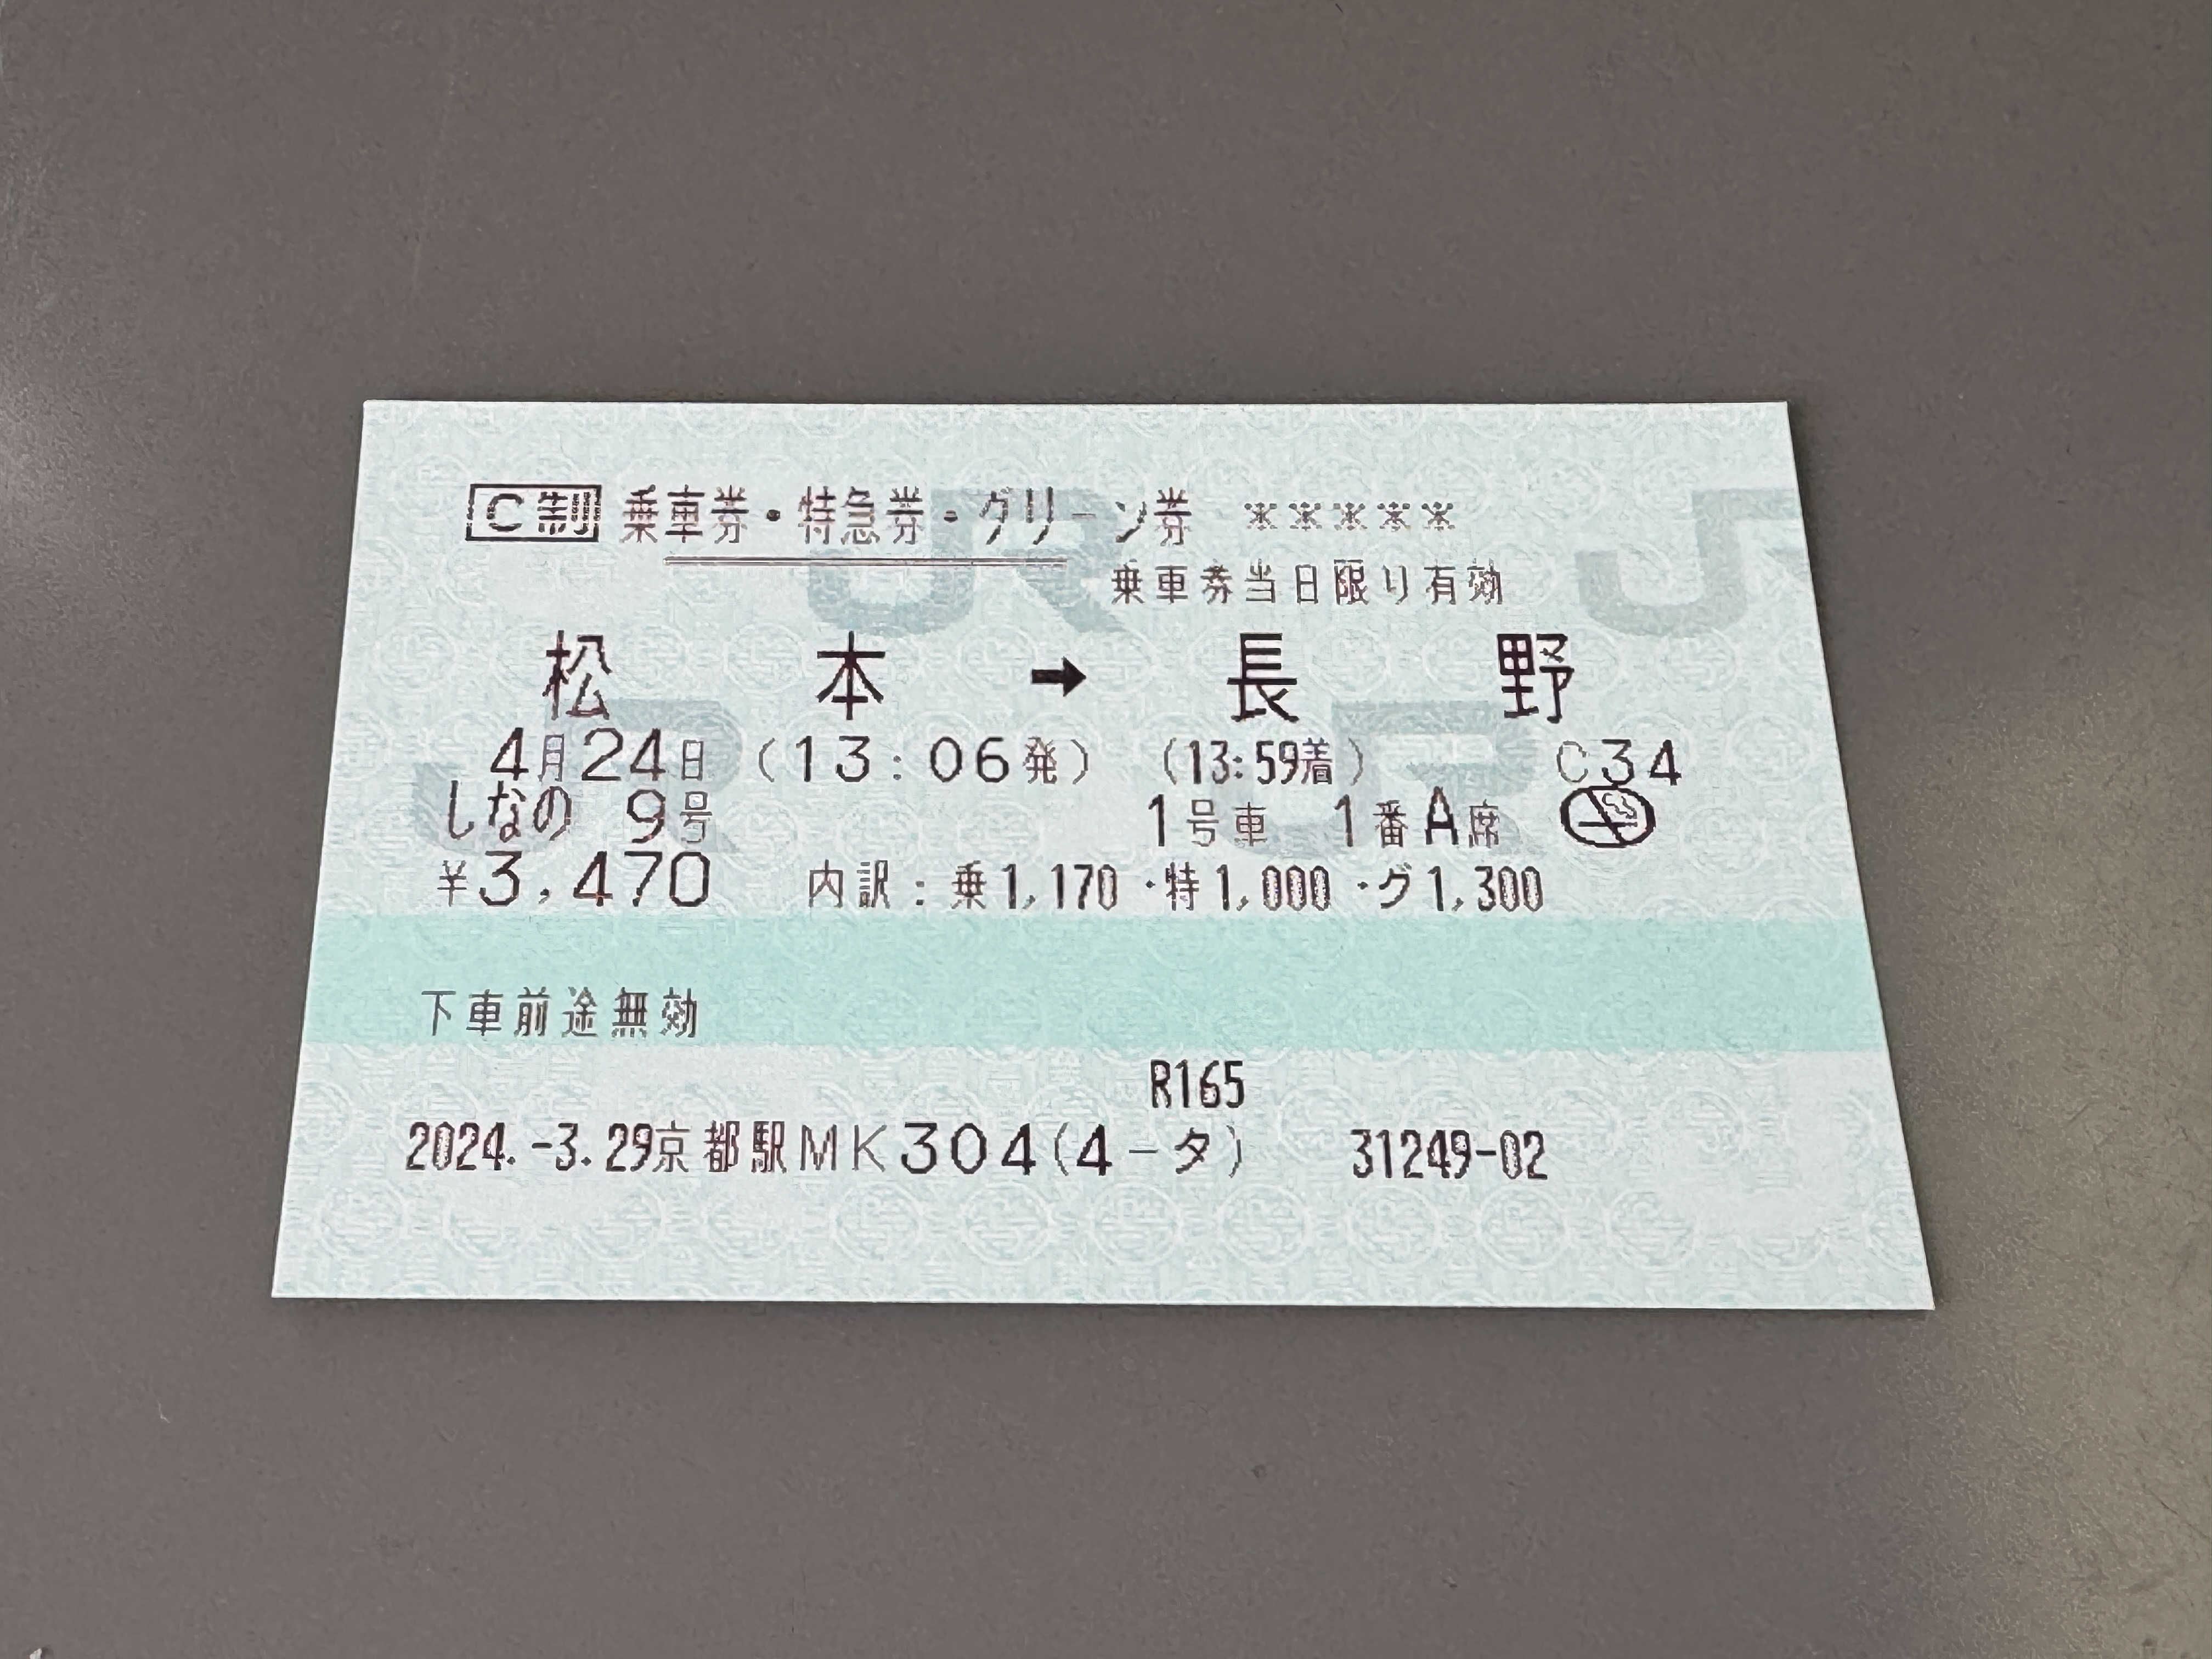 C制 乗車券・特急券・グリーン券 *****
乗車券当日限り有効
松本➡長野
4月24日(13:06発) (13:59着) C34
しなの 9号 1号車 1番A席
¥3,470 内訳:乗1,170・特1,000・グ1,300
下車前途無効
R165
2024.-3.29京都駅MK304(4-タ) 31249-02
JR
JR
JR
JR